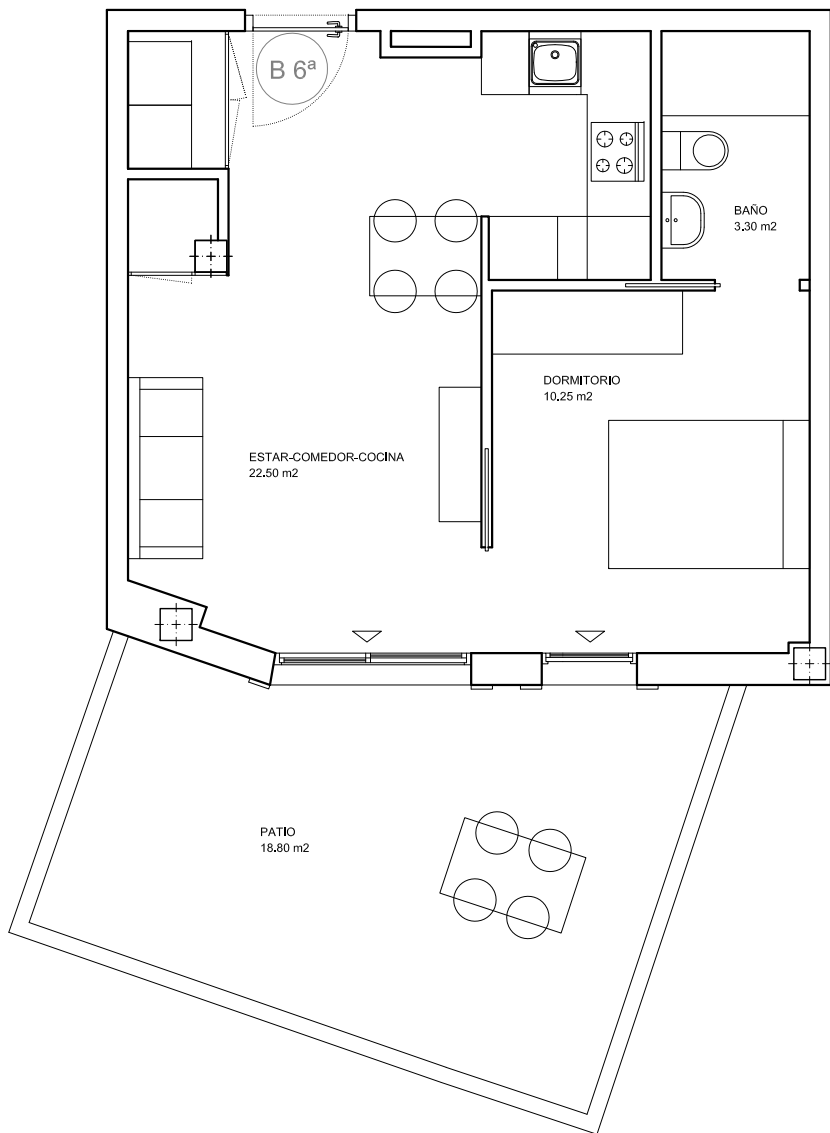 B 6ª
BAÑO
3.30 m2
DORMITORIO
10.25 m2
ESTAR-COMEDOR-COCINA
22.50 m2
PATIO
18.80 m2